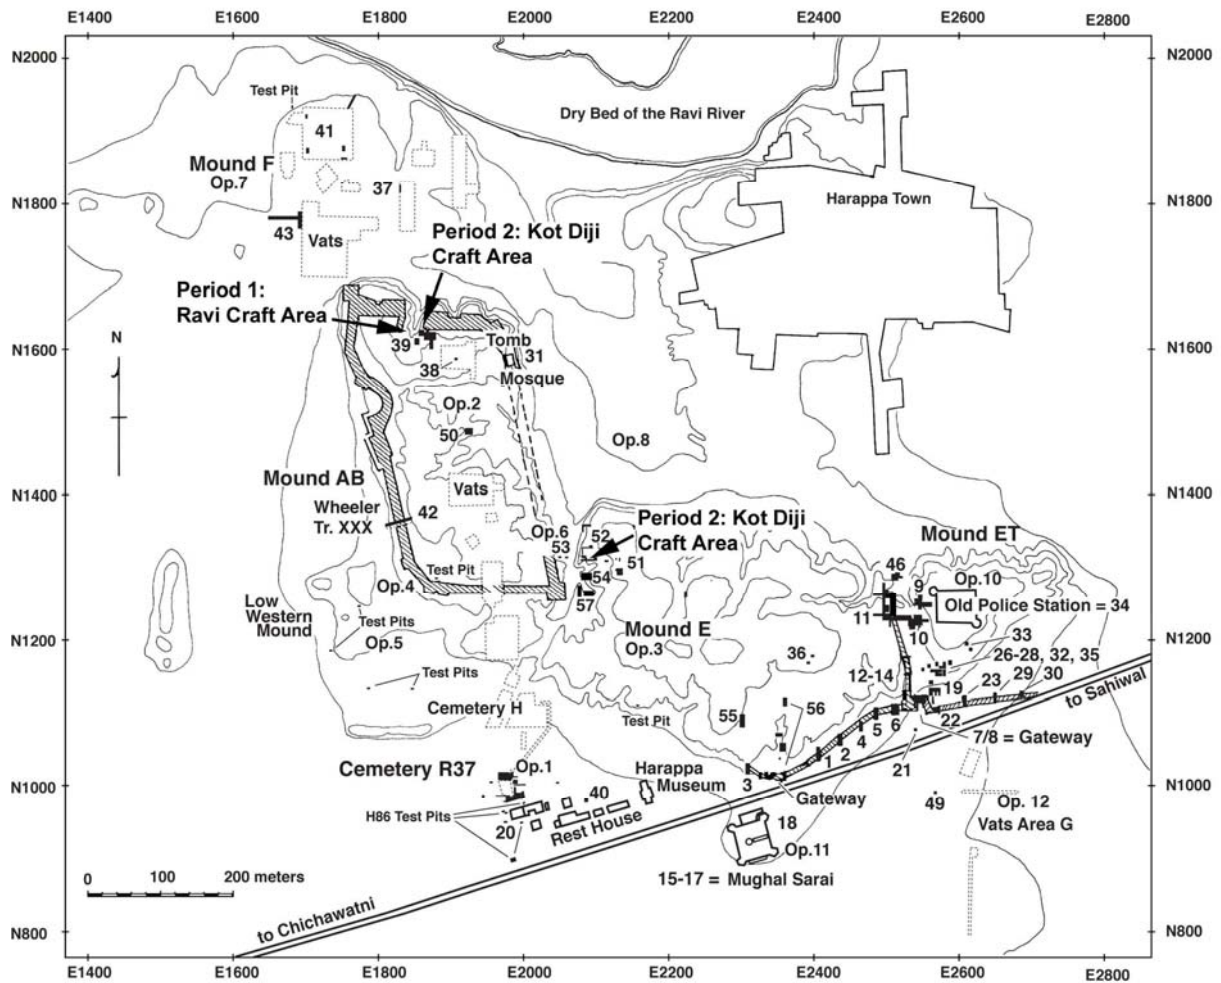 E1400 E1600 E1800 E2000 E2200 E2400 E2600 E2800
N2000 N2000
Test Pit
Dry Bed of the Ravi River
41
Mound F
Op.7
37
Harappa Town
N1800 N1800
43
Vats
Period 2: Kot Diji
Craft Area
Period 1:
Ravi Craft Area
N
N1600 N1600
39
Tomb
31
38
Mosque
Op.2
50
Op.8
Mound AB
Vats
N1400 N1400
Wheeler
Tr. XXX
42
Period 2: Kot Diji
Craft Area
Op.6
52
53
Mound ET
51
46
Test Pit
54
Op.10
9
Op.4
57
Old Police Station = 34
Low
Western
Mound
11
10
Test Pits
Mound E
33
N1200 N1200
Op.5
Op.3
36
26-28, 32, 35
Test Pits
12-14
19
23
29
30
to Sahiwal
Cemetery H
Test Pit
55
56
5
6
22
4
7/8 = Gateway
2
1
21
Cemetery R37
Op.1
Harappa
Museum
3
N1000 N1000
40
Gateway
49
Op. 12
H86 Test Pits
Vats Area G
20
Rest House
18
Op.11
0 100 200 meters
15-17 = Mughal Sarai
to Chichawatni
N800 N800
E1400 E1600 E1800 E2000 E2200 E2400 E2600 E2800